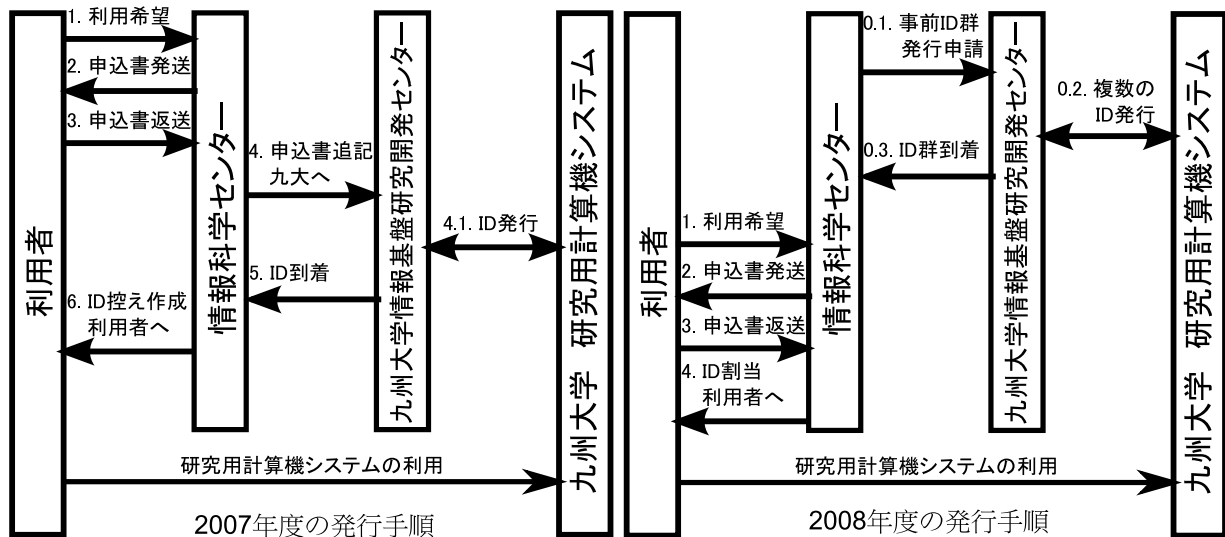 利用者
1. 利用希望
2. 申込書発送
3. 申込書返送
情報科学センター
4. 申込書追記
九大へ
九州大学情報基盤研究開発センター
4.1. ID発行
5. ID到着
6. ID控え作成
利用者へ
九州大学 研究用計算機システム
研究用計算機システムの利用
2007年度の発行手順
利用者
0.1. 事前ID群
発行申請
0.2. 複数の
ID発行
0.3. ID群到着
1. 利用希望
2. 申込書発送
3. 申込書返送
4. ID割当
利用者へ
情報科学センター
九州大学情報基盤研究開発センター
九州大学 研究用計算機システム
研究用計算機システムの利用
2008年度の発行手順